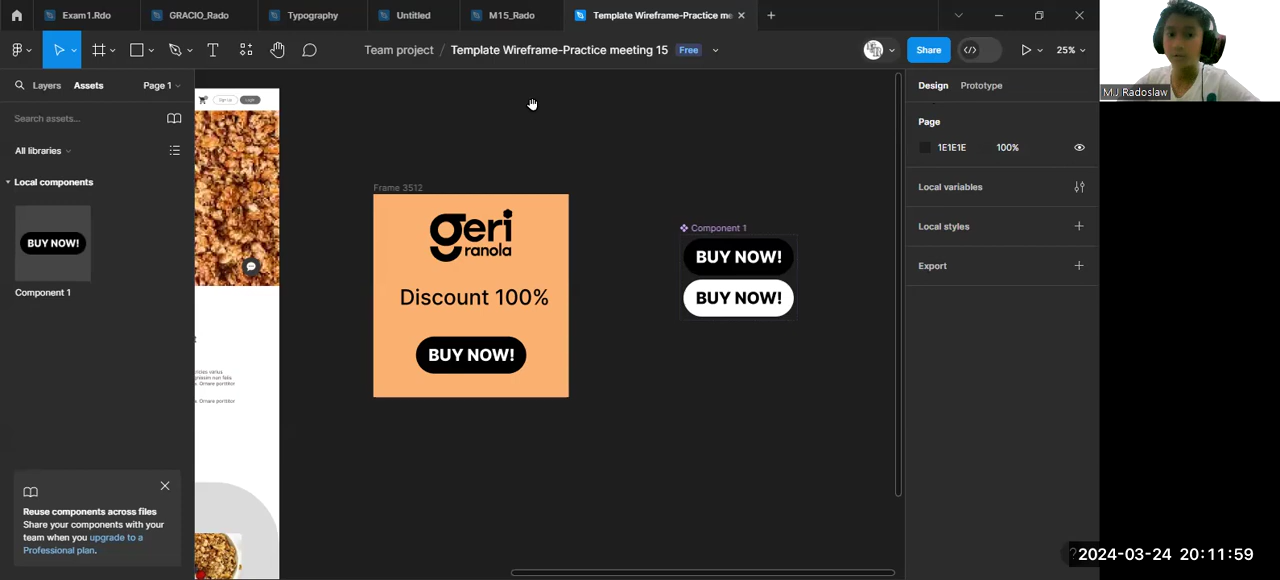 Exam1.Rdo
GRACIO_Rado
Typography
Untitled
M15_Rado
Template Wireframe-Practice me
Team project / Template Wireframe-Practice meeting 15 Free
Share
25%
Layers
Assets
Page 1
Search assets...
All libraries
Local components
BUY NOW!
Component 1
Reuse components across files
Share your components with your
team when you upgrade to a
Professional plan.
Sign Up
Login
Frame 3512
geri
ranola
Discount 100%
BUY NOW!
Component 1
BUY NOW!
BUY NOW!
Design
Prototype
Page
1E1E1E
100%
Local variables
Local styles
Export
MJ Radoslaw
2024-03-24 20:11:59